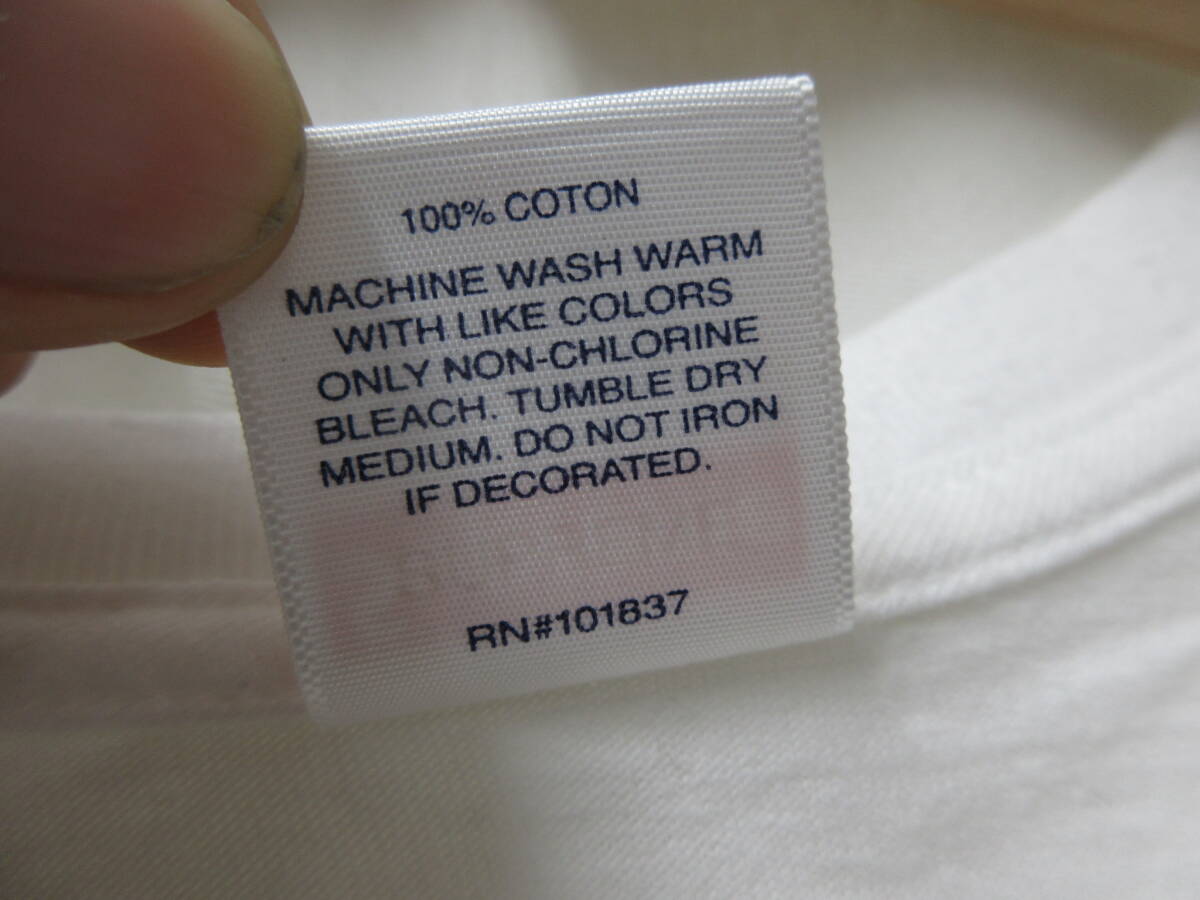 100% COTON
MACHINE WASH WARM
WITH LIKE COLORS
ONLY NON-CHLORINE
BLEACH. TUMBLE DRY
MEDIUM. DO NOT IRON
IF DECORATED.
RN#101837